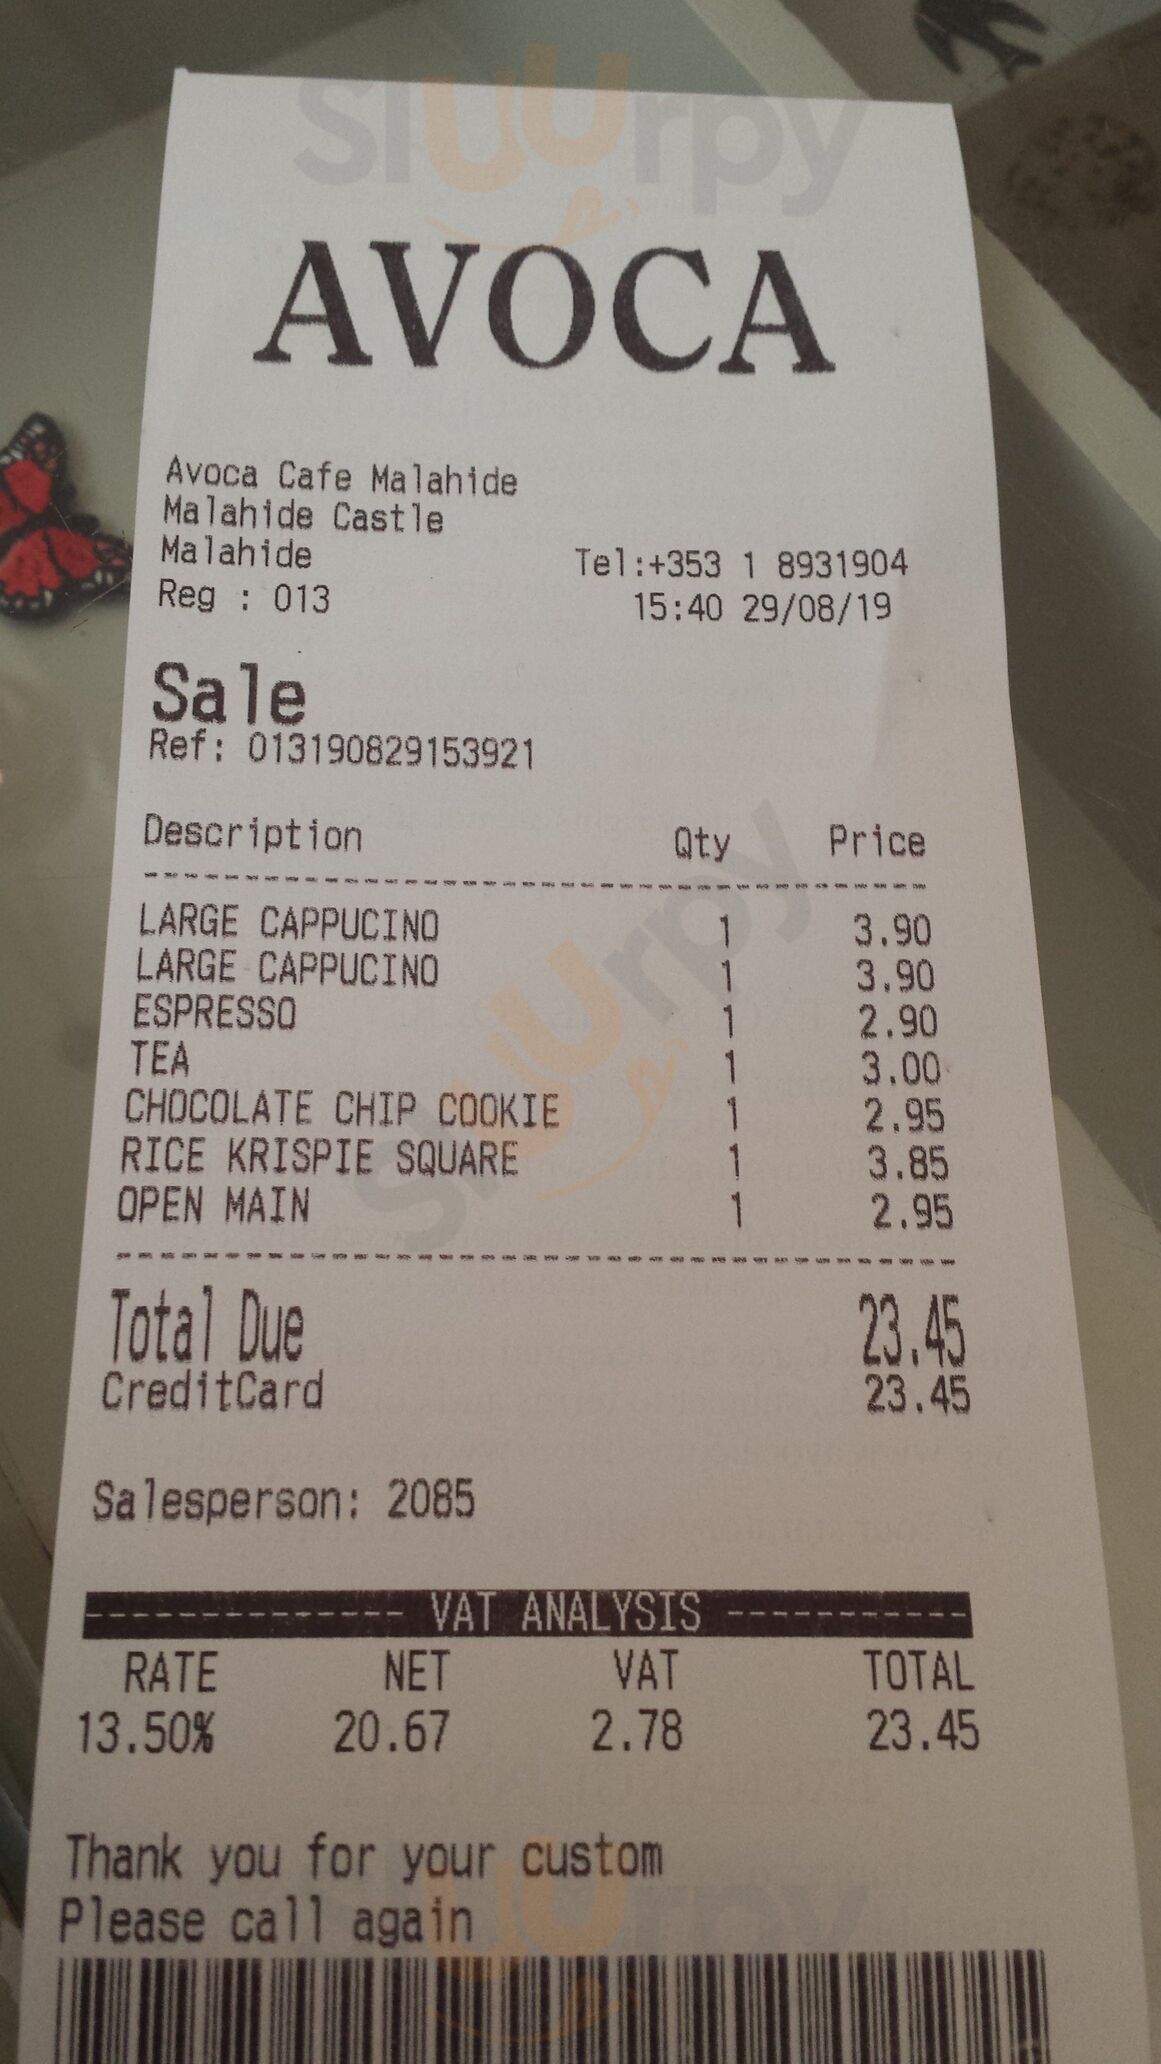 Sluurpy
AVOCA
Avoca Cafe Malahide
Malahide Castle
Malahide Tel:+353 1 8931904
Reg : 013 15:40 29/08/19
Sale
Ref: 013190829153921
Description Qty Price
LARGE CAPPUCINO 1 3.90
LARGE CAPPUCINO 1 3.90
ESPRESSO 1 2.90
TEA 1 3.00
CHOCOLATE CHIP COOKIE 1 2.95
RICE KRISPIE SQUARE 1 3.85
OPEN MAIN 1 2.95
Sluurpy
Total Due 23.45
CreditCard 23.45
Salesperson: 2085
VAT ANALYSIS
RATE NET VAT TOTAL
13.50% 20.67 2.78 23.45
Thank you for your custom
Please call again
Sluurpy